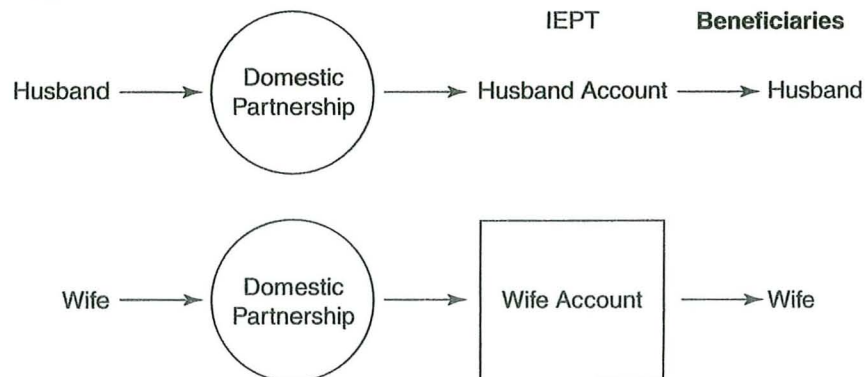 IEPT Beneficiaries
Husband Domestic Partnership Husband Account Husband
Wife Domestic Partnership Wife Account Wife